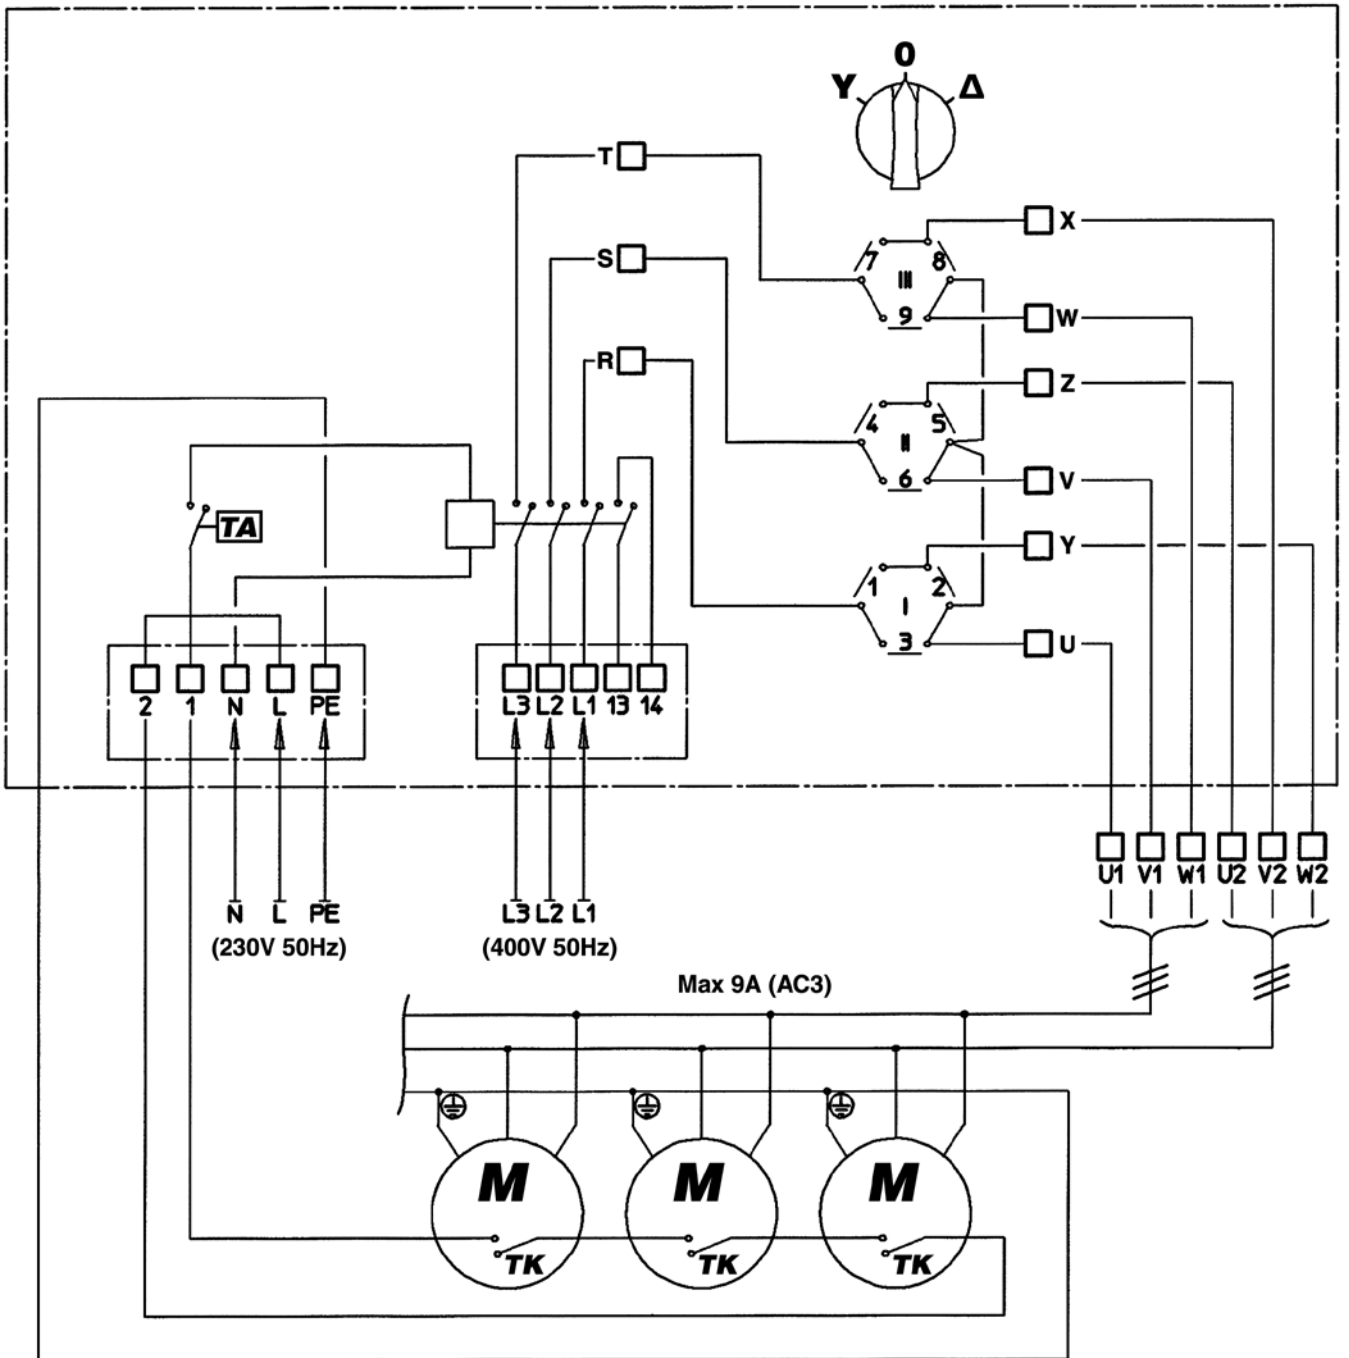 0
Y Δ
T
X
S
7 8
III
9
W
R
Z
4 5
II
6
V
TA
Y
1 2
I
3
U
2 1 N L PE
L3 L2 L1 13 14
U1 V1 W1 U2 V2 W2
N L PE
L3 L2 L1
(230V 50Hz)
(400V 50Hz)
Max 9A (AC3)
M M M
TK TK TK